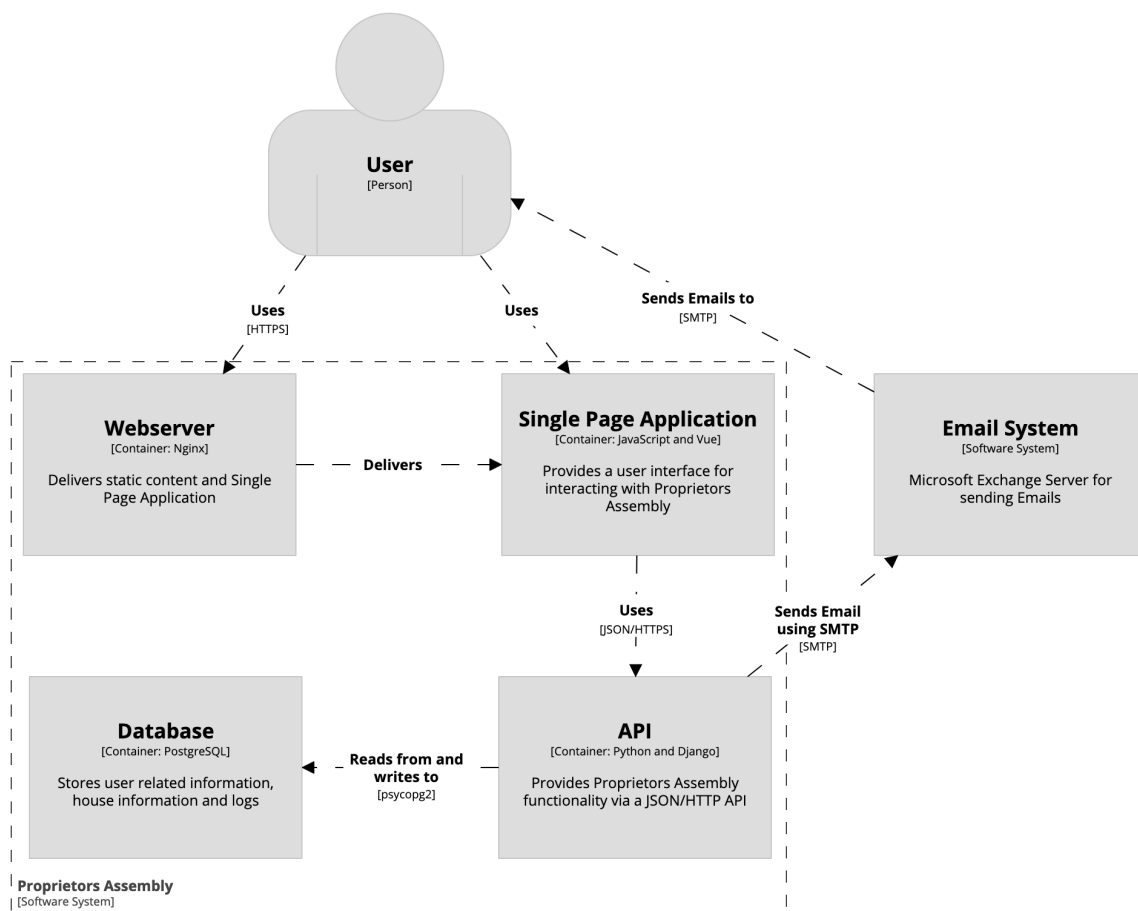 User
[Person]
Uses
[HTTPS]
Uses
Sends Emails to
[SMTP]
Webserver
[Container: Nginx]
Delivers static content and Single
Page Application
Delivers
Single Page Application
[Container: JavaScript and Vue]
Provides a user interface for
interacting with Proprietors
Assembly
Email System
[Software System]
Microsoft Exchange Server for
sending Emails
Uses
[JSON/HTTPS]
Sends Email
using SMTP
[SMTP]
Database
[Container: PostgreSQL]
Stores user related information,
house information and logs
Reads from and
writes to
[psycopg2]
API
[Container: Python and Django]
Provides Proprietors Assembly
functionality via a JSON/HTTP API
Proprietors Assembly
[Software System]